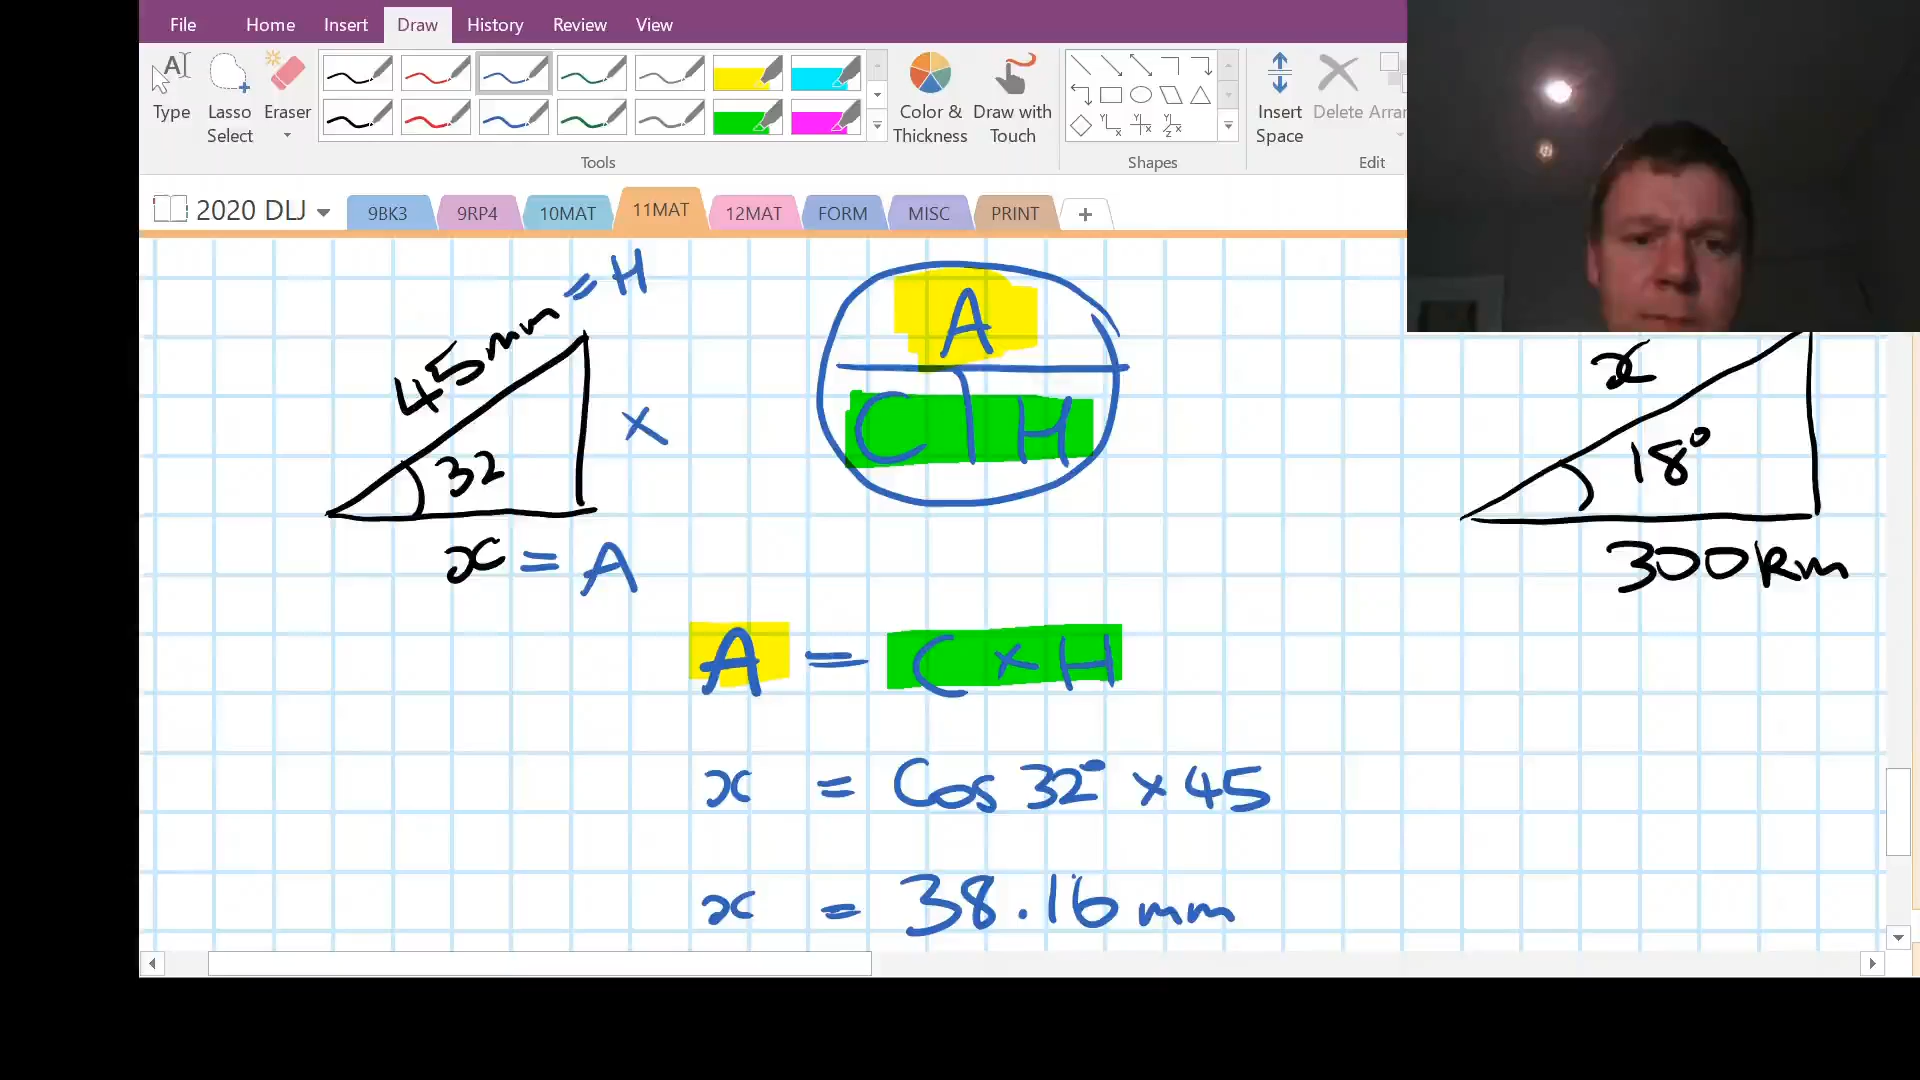 File Home Insert Draw History Review View
Type
Lasso Select
Eraser
Color & Thickness
Draw with Touch
Insert Space
Delete
Arran
Tools
Shapes
Edit
2020 DLJ
9BK3 9RP4 10MAT 11MAT 12MAT FORM MISC PRINT +
45mm = H
32
x
x = A
A
C H
x
18°
300km
A = C × H
x = Cos 32° × 45
x = 38.16 mm